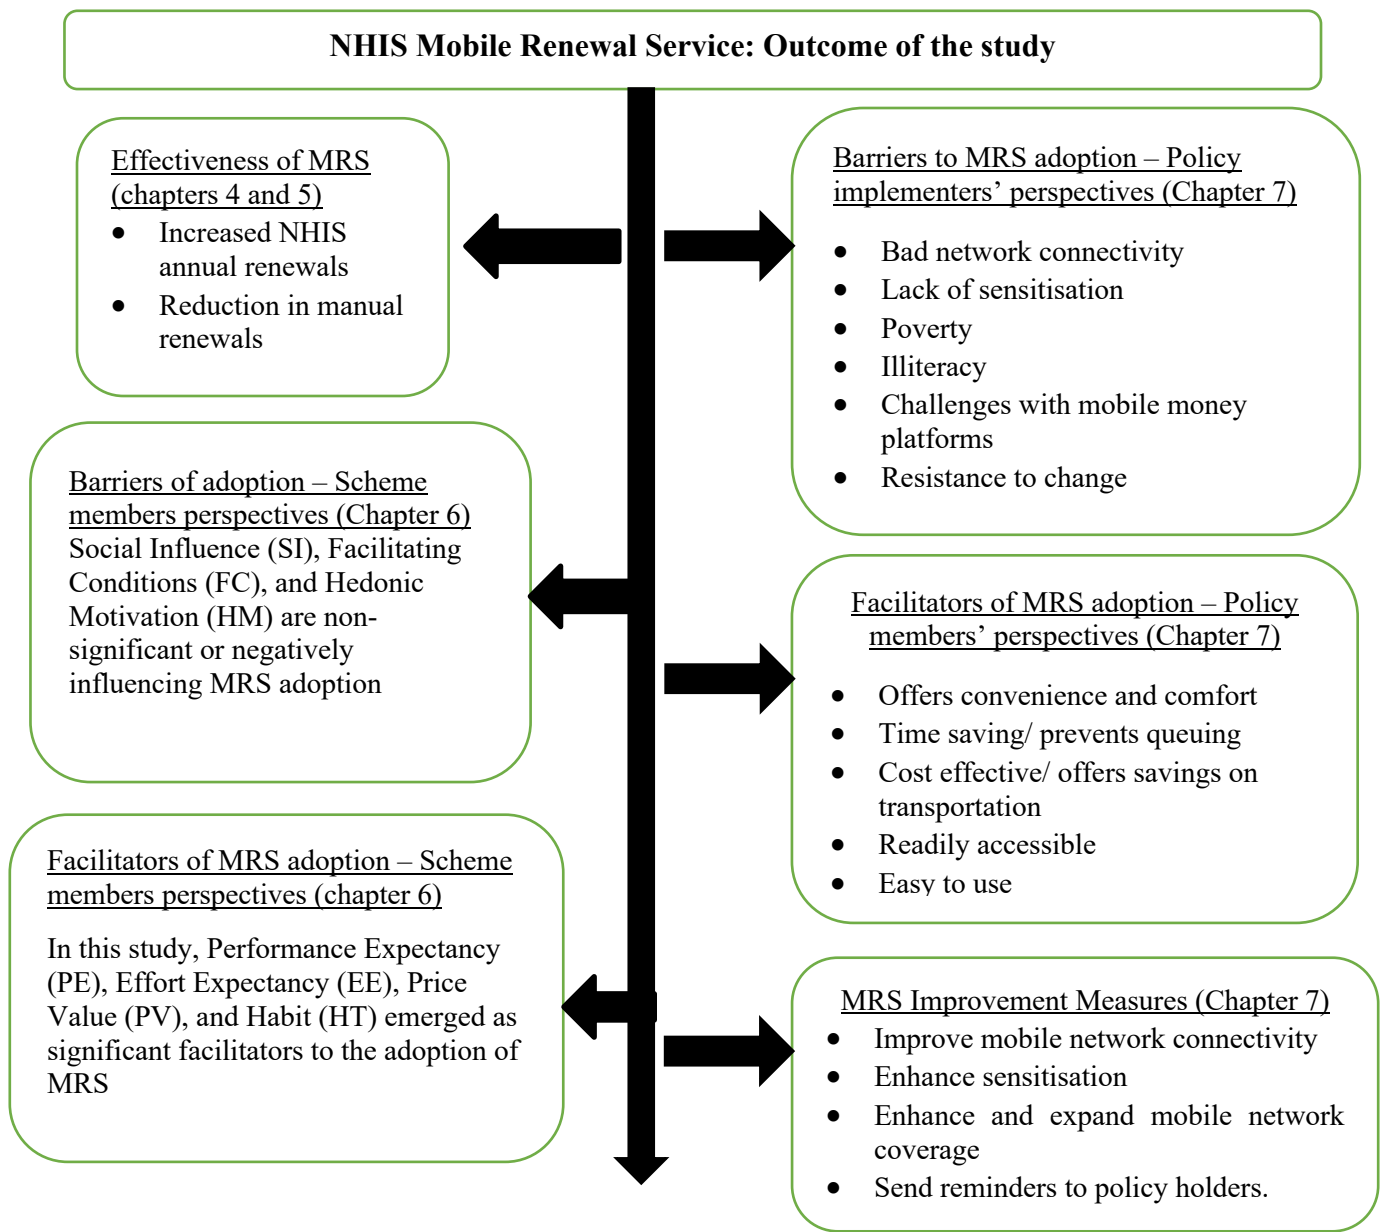 NHIS Mobile Renewal Service: Outcome of the study
Effectiveness of MRS
(chapters 4 and 5)
• Increased NHIS
annual renewals
• Reduction in manual
renewals
Barriers of adoption – Scheme
members perspectives (Chapter 6)
Social Influence (SI), Facilitating
Conditions (FC), and Hedonic
Motivation (HM) are non-
significant or negatively
influencing MRS adoption
Facilitators of MRS adoption – Scheme
members perspectives (chapter 6)
In this study, Performance Expectancy
(PE), Effort Expectancy (EE), Price
Value (PV), and Habit (HT) emerged as
significant facilitators to the adoption of
MRS
Barriers to MRS adoption – Policy
implementers’ perspectives (Chapter 7)
• Bad network connectivity
• Lack of sensitisation
• Poverty
• Illiteracy
• Challenges with mobile money
platforms
• Resistance to change
Facilitators of MRS adoption – Policy
members’ perspectives (Chapter 7)
• Offers convenience and comfort
• Time saving/ prevents queuing
• Cost effective/ offers savings on
transportation
• Readily accessible
• Easy to use
MRS Improvement Measures (Chapter 7)
• Improve mobile network connectivity
• Enhance sensitisation
• Enhance and expand mobile network
coverage
• Send reminders to policy holders.